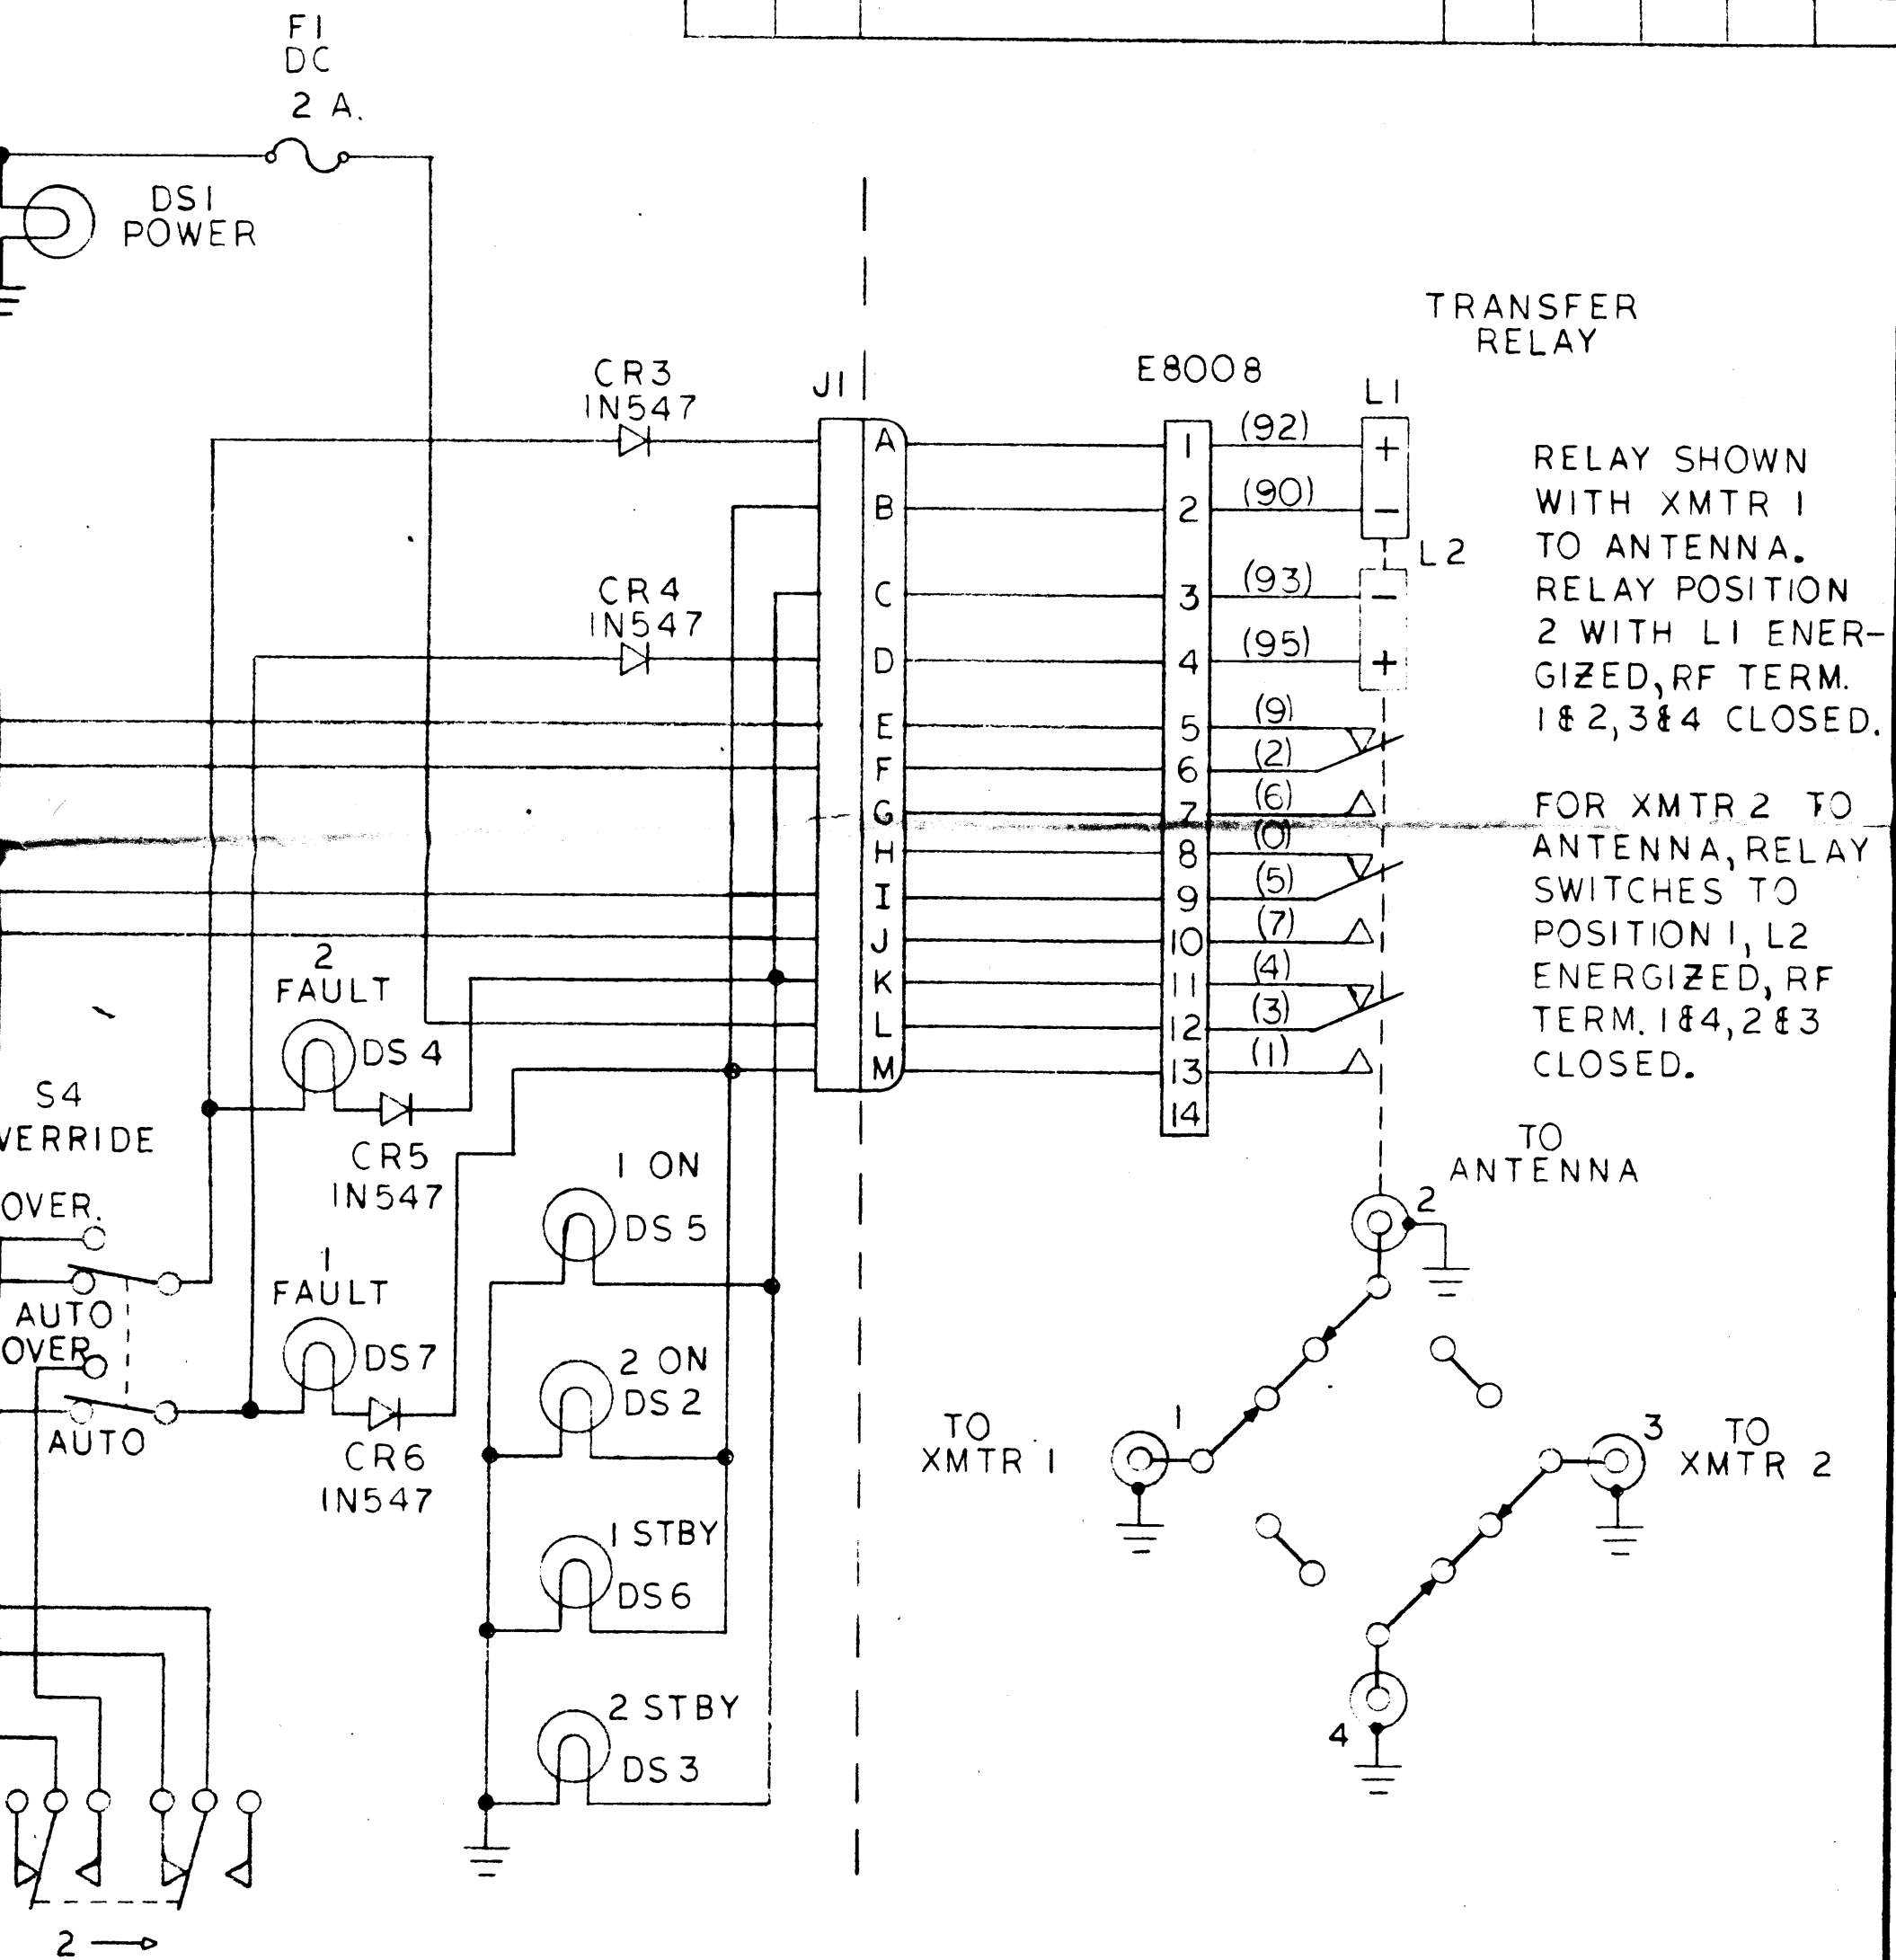 F1
DC
2 A.
DS1
POWER
TRANSFER
RELAY
CR3
1N547
J1
E8008
L1
A
1
(92)
+
B
2
(90)
−
L2
CR4
1N547
C
3
(93)
−
D
4
(95)
+
E
5
(9)
F
6
(2)
G
7
(6)
H
8
(0)
I
9
(5)
J
10
(7)
K
11
(4)
L
12
(3)
M
13
(1)
14
RELAY SHOWN
WITH XMTR 1
TO ANTENNA.
RELAY POSITION
2 WITH L1 ENER-
GIZED, RF TERM.
1 & 2, 3 & 4 CLOSED.
FOR XMTR 2 TO
ANTENNA, RELAY
SWITCHES TO
POSITION 1, L2
ENERGIZED, RF
TERM. 1 & 4, 2 & 3
CLOSED.
2
FAULT
DS 4
CR5
1N547
S4
VERRIDE
OVER.
AUTO
OVER
AUTO
1
FAULT
DS7
CR6
1N547
1 ON
DS 5
2 ON
DS 2
1 STBY
DS 6
2 STBY
DS 3
TO
ANTENNA
2
TO
XMTR 1
1
3
TO
XMTR 2
4
2